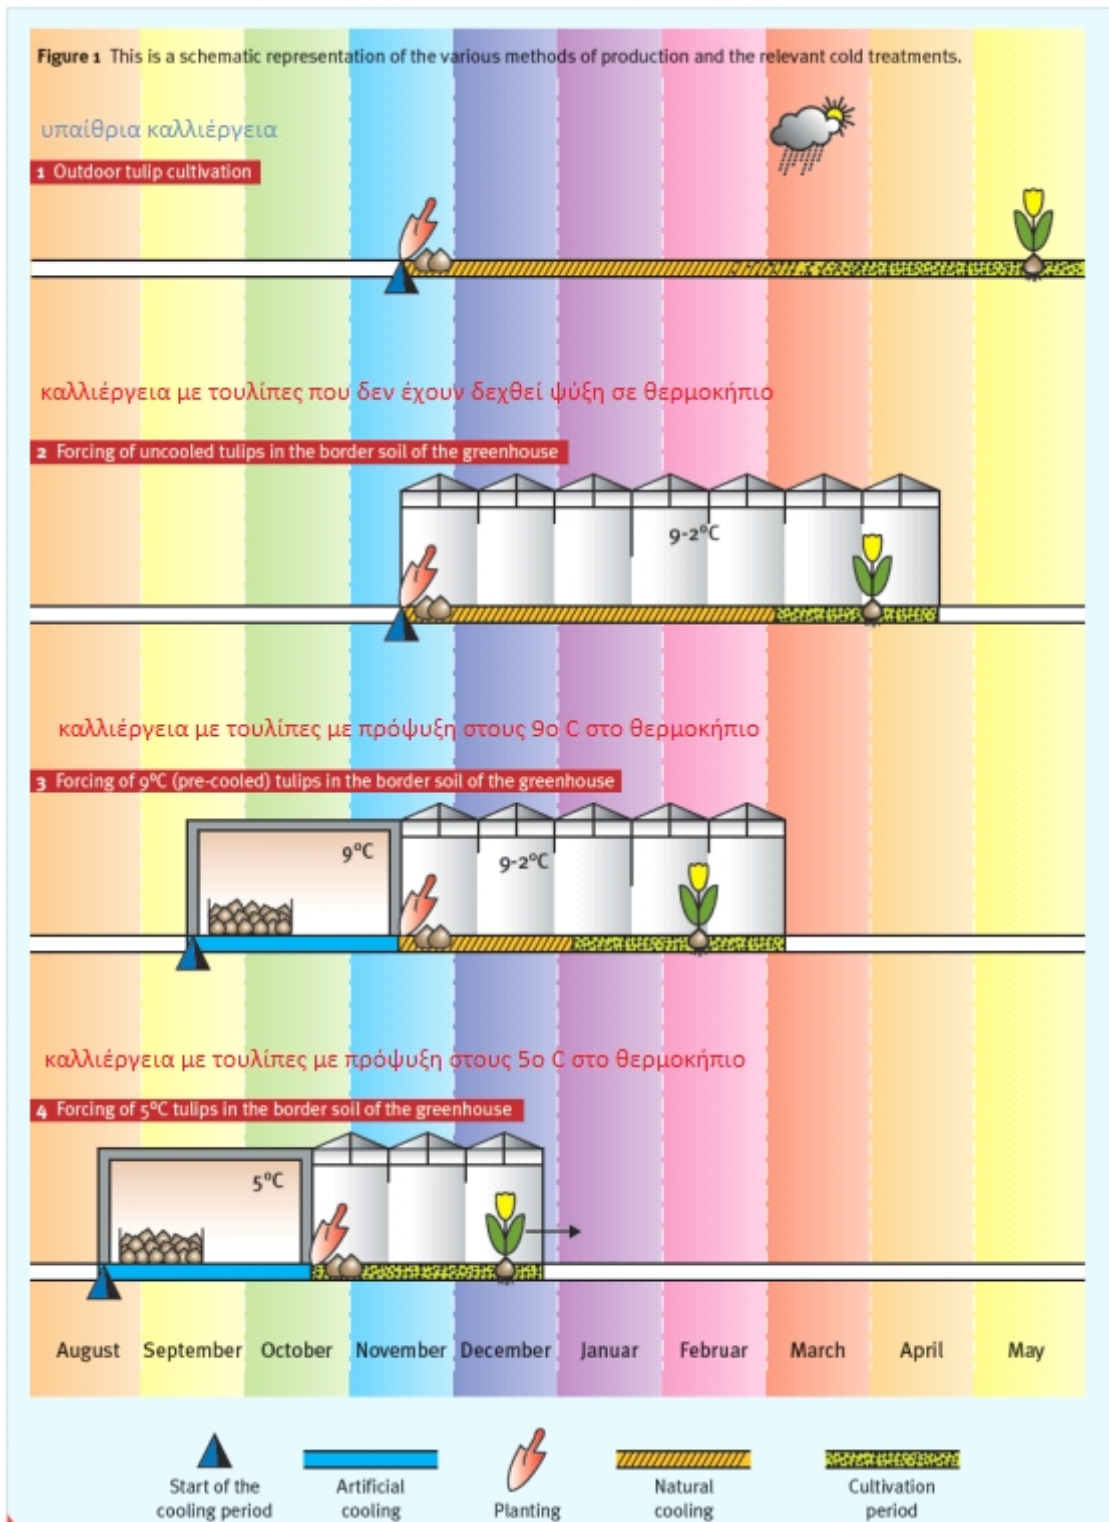 Figure 1 This is a schematic representation of the various methods of production and the relevant cold treatments.
υπαίθρια καλλιέργεια
1 Outdoor tulip cultivation
καλλιέργεια με τουλίπες που δεν έχουν δεχθεί ψύξη σε θερμοκήπιο
2 Forcing of uncooled tulips in the border soil of the greenhouse
9-2°C
καλλιέργεια με τουλίπες με πρόψυξη στους 9ο C στο θερμοκήπιο
3 Forcing of 9°C (pre-cooled) tulips in the border soil of the greenhouse
9°C
9-2°C
καλλιέργεια με τουλίπες με πρόψυξη στους 5ο C στο θερμοκήπιο
4 Forcing of 5°C tulips in the border soil of the greenhouse
5°C
August September October November December Januar Februar March April May
Start of the cooling period
Artificial cooling
Planting
Natural cooling
Cultivation period